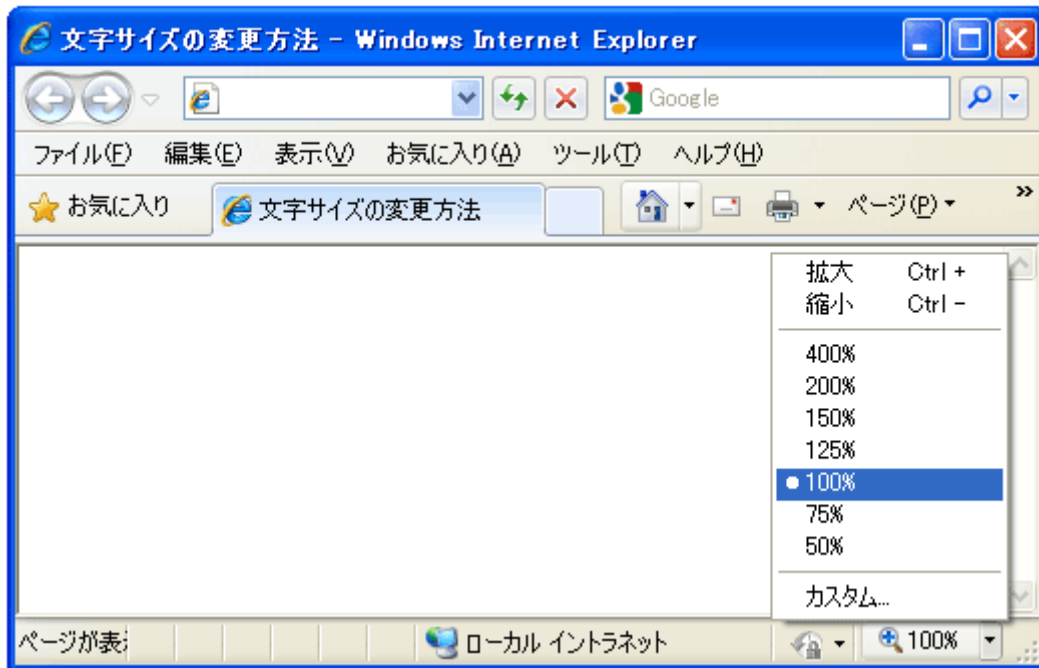 文字サイズの変更方法 - Windows Internet Explorer
Google
ファイル(F) 編集(E) 表示(V) お気に入り(A) ツール(T) ヘルプ(H)
お気に入り 文字サイズの変更方法 ページ(P) »
拡大 Ctrl +
縮小 Ctrl -
400%
200%
150%
125%
100%
75%
50%
カスタム...
ページが表 ローカル イントラネット 100%